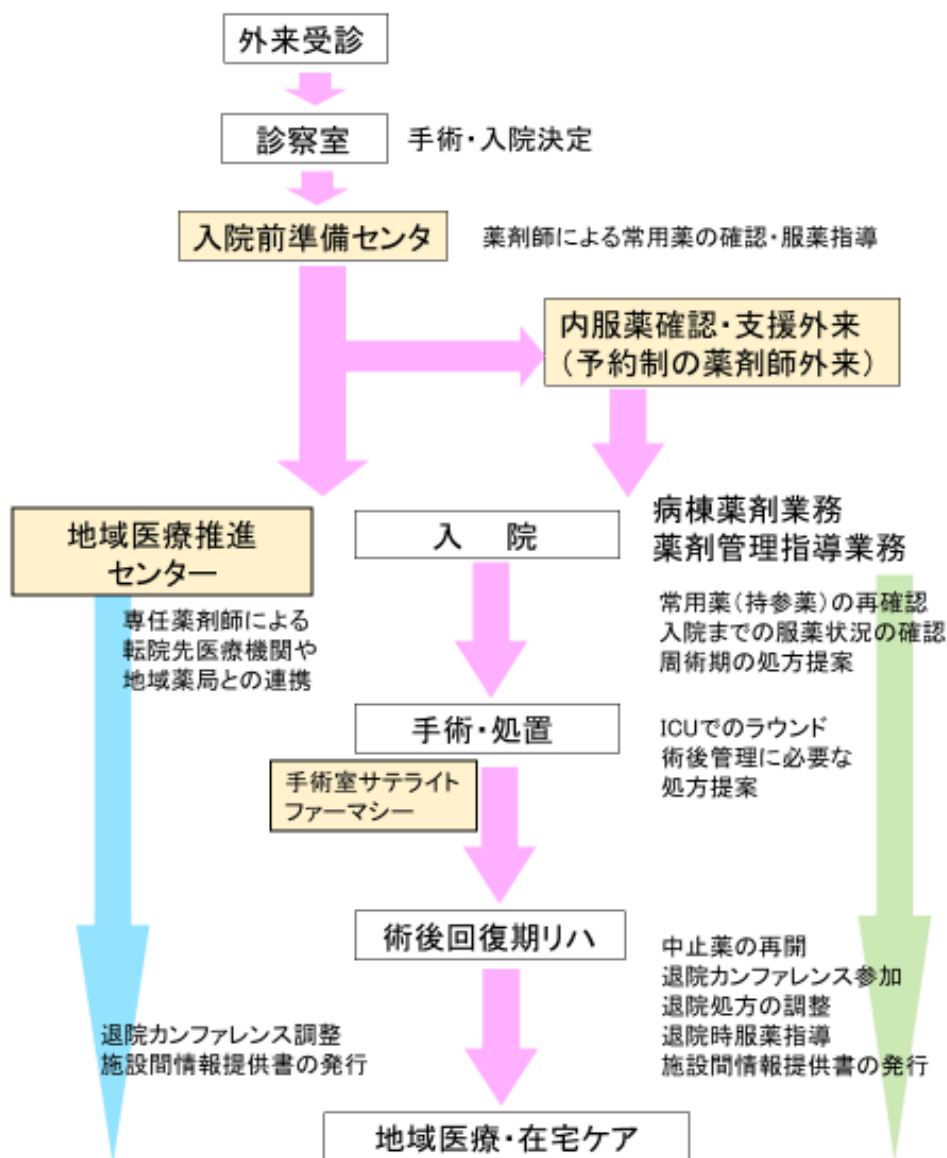 外来受診
診察室
手術・入院決定
入院前準備センタ
薬剤師による常用薬の確認・服薬指導
内服薬確認・支援外来
(予約制の薬剤師外来)
地域医療推進
センター
専任薬剤師による
転院先医療機関や
地域薬局との連携
入　院
病棟薬剤業務
薬剤管理指導業務
常用薬(持参薬)の再確認
入院までの服薬状況の確認
周術期の処方提案
手術・処置
手術室サテライト
ファーマシー
ICUでのラウンド
術後管理に必要な
処方提案
術後回復期リハ
中止薬の再開
退院カンファレンス参加
退院処方の調整
退院時服薬指導
施設間情報提供書の発行
退院カンファレンス調整
施設間情報提供書の発行
地域医療・在宅ケア